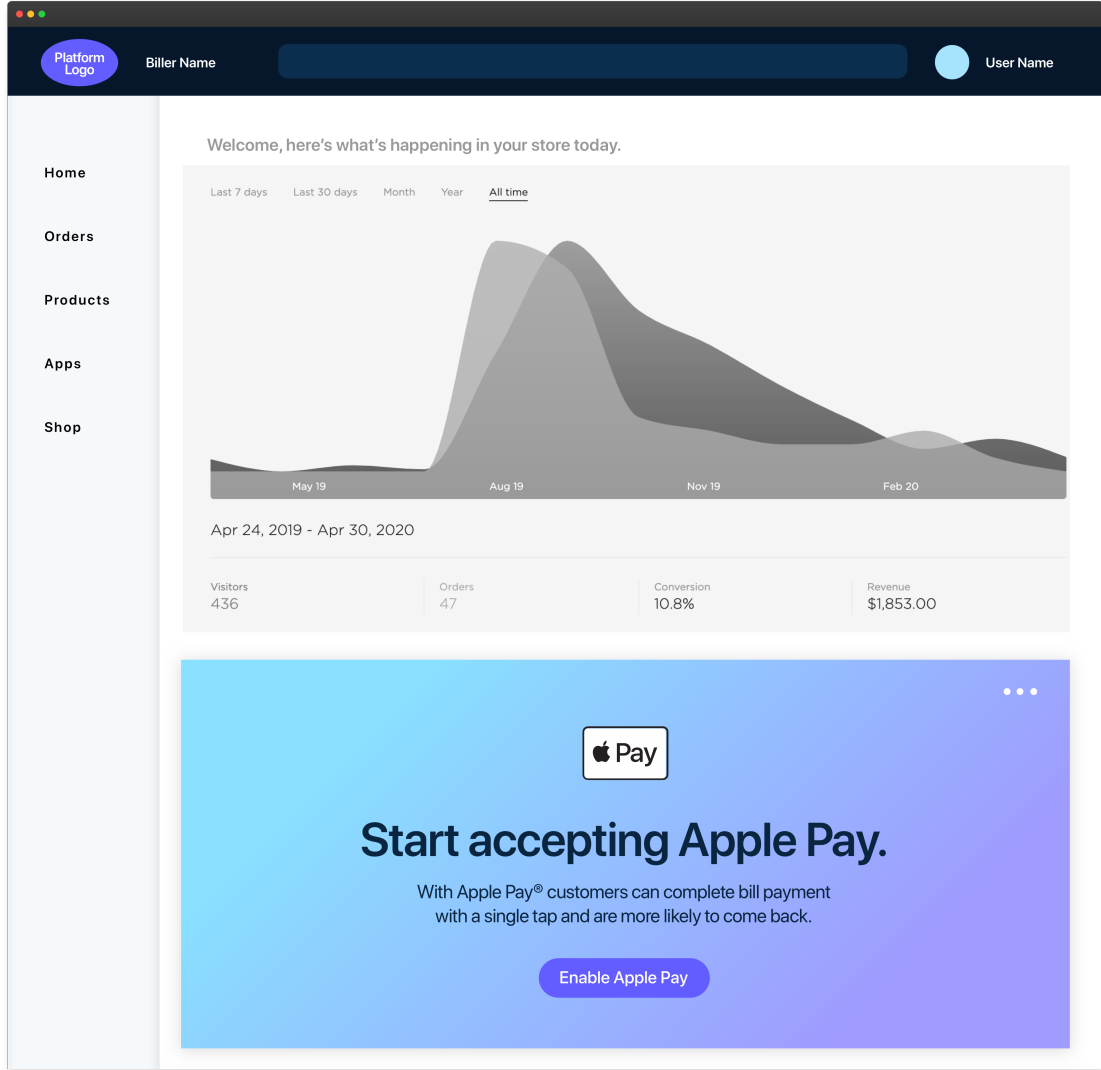 Platform
Logo
Biller Name
User Name
Home
Orders
Products
Apps
Shop
Welcome, here's what's happening in your store today.
Last 7 days Last 30 days Month Year All time
May 19 Aug 19 Nov 19 Feb 20
Apr 24, 2019 - Apr 30, 2020
Visitors Orders Conversion Revenue
436 47 10.8% $1,853.00
Pay
Start accepting Apple Pay.
With Apple Pay® customers can complete bill payment
with a single tap and are more likely to come back.
Enable Apple Pay